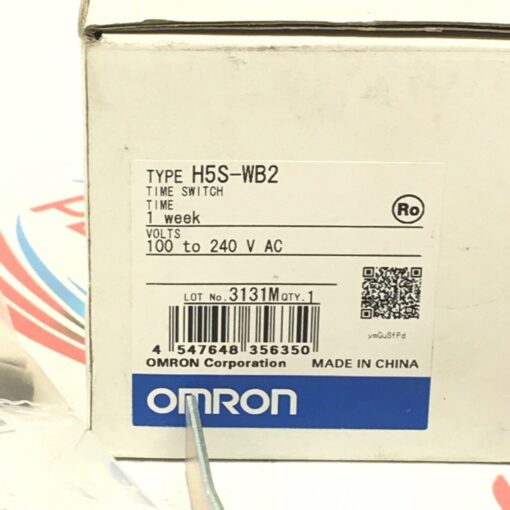 TYPE H5S-WB2
TIME SWITCH
TIME
1 week
Ro
VOLTS
100 to 240 V AC
LOT No. 3131M QTY. 1
ymGuSfPd
4 547648 356350
OMRON Corporation MADE IN CHINA
OMRON